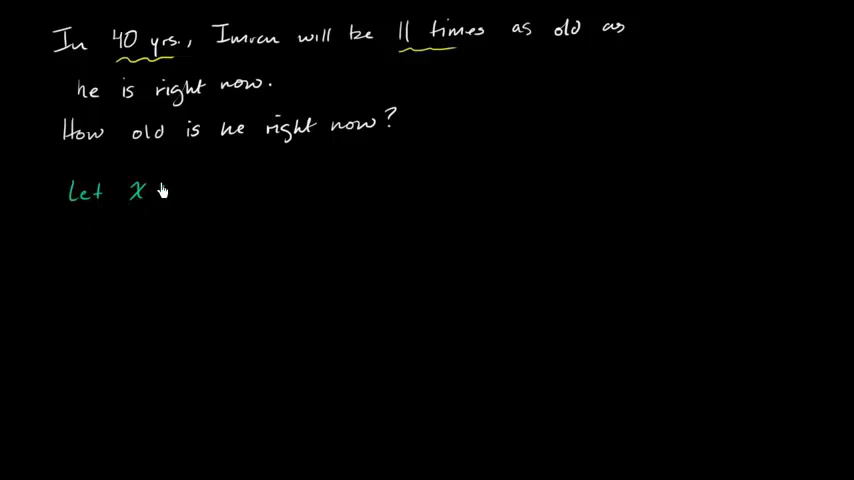 In 40 yrs., Imran will be 11 times as old as
he is right now.
How old is he right now?
Let x